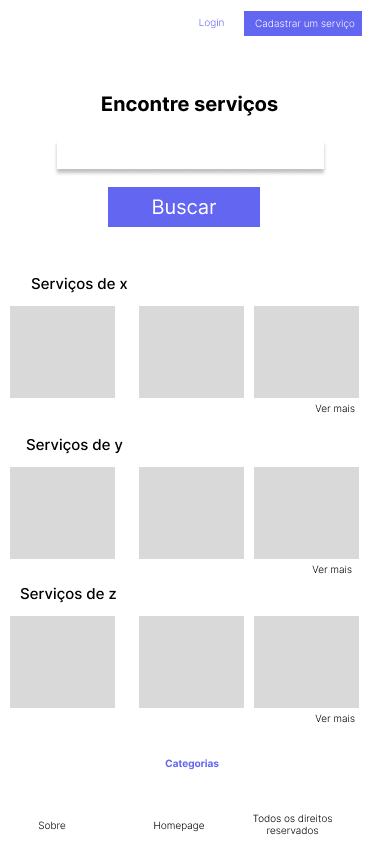 Login
Cadastrar um serviço
Encontre serviços
Buscar
Serviços de x
Ver mais
Serviços de y
Ver mais
Serviços de z
Ver mais
Categorias
Sobre
Homepage
Todos os direitos
reservados